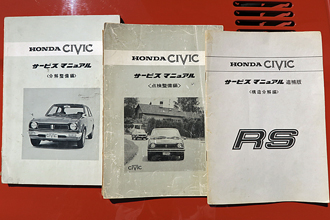 HONDA CIVIC
サービス マニュアル
〈分解整備編〉
HONDA CIVIC
サービス マニュアル
〈点検整備編〉
CIVIC
HONDA CIVIC
サービス マニュアル 追補版
〈構造分解編〉
RS